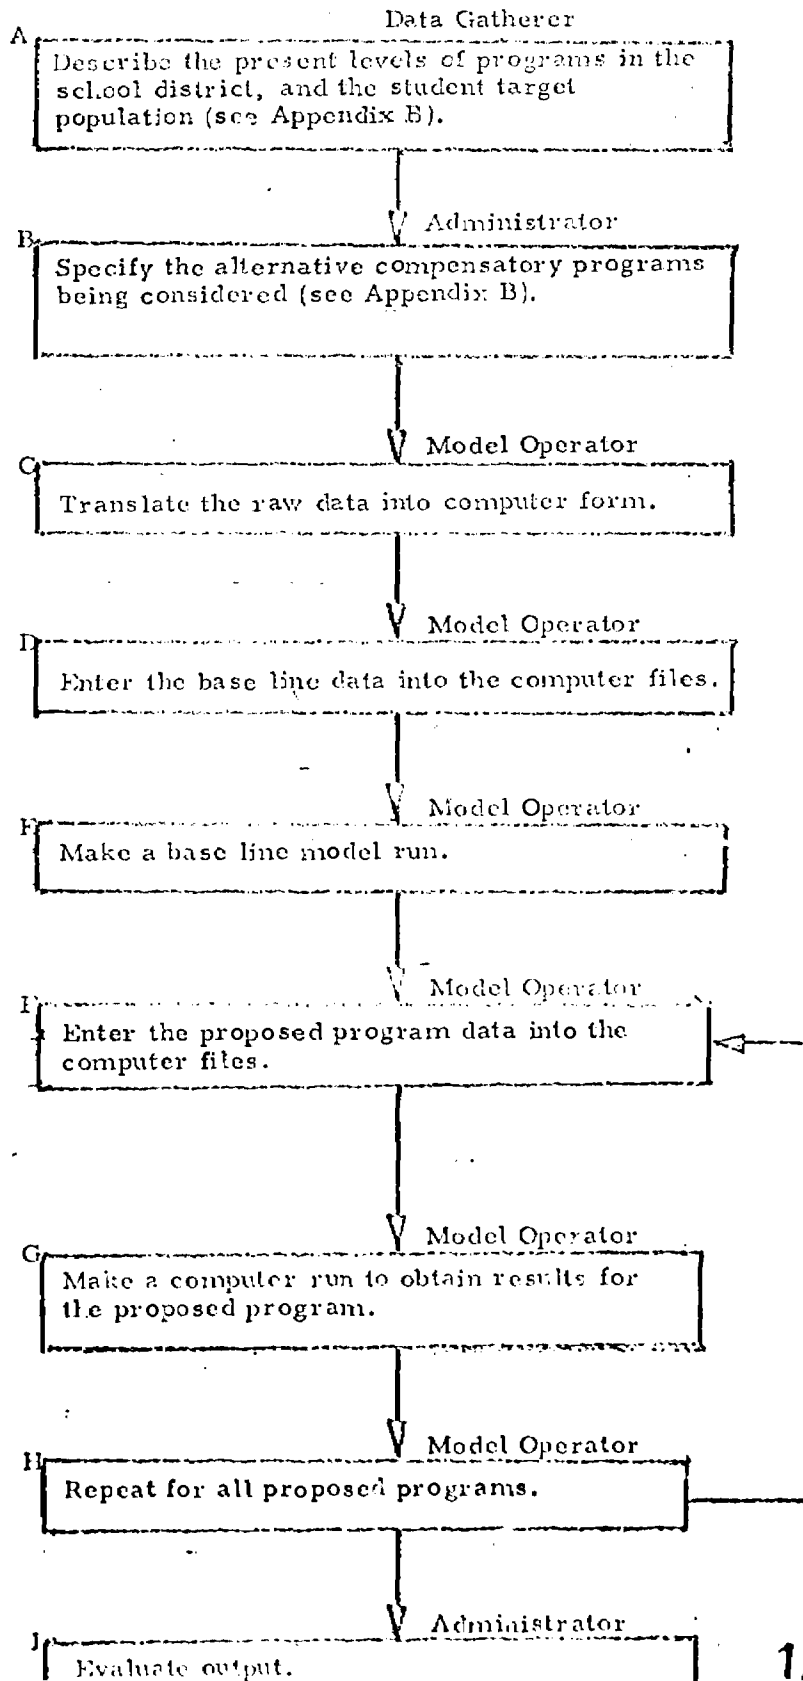 Data Gatherer
A
Describe the present levels of programs in the
school district, and the student target
population (see Appendix B).
Administrator
B
Specify the alternative compensatory programs
being considered (see Appendix B).
Model Operator
C
Translate the raw data into computer form.
Model Operator
D
Enter the base line data into the computer files.
Model Operator
E
Make a base line model run.
Model Operator
F
Enter the proposed program data into the
computer files.
Model Operator
G
Make a computer run to obtain results for
the proposed program.
Model Operator
H
Repeat for all proposed programs.
Administrator
J
Evaluate output.